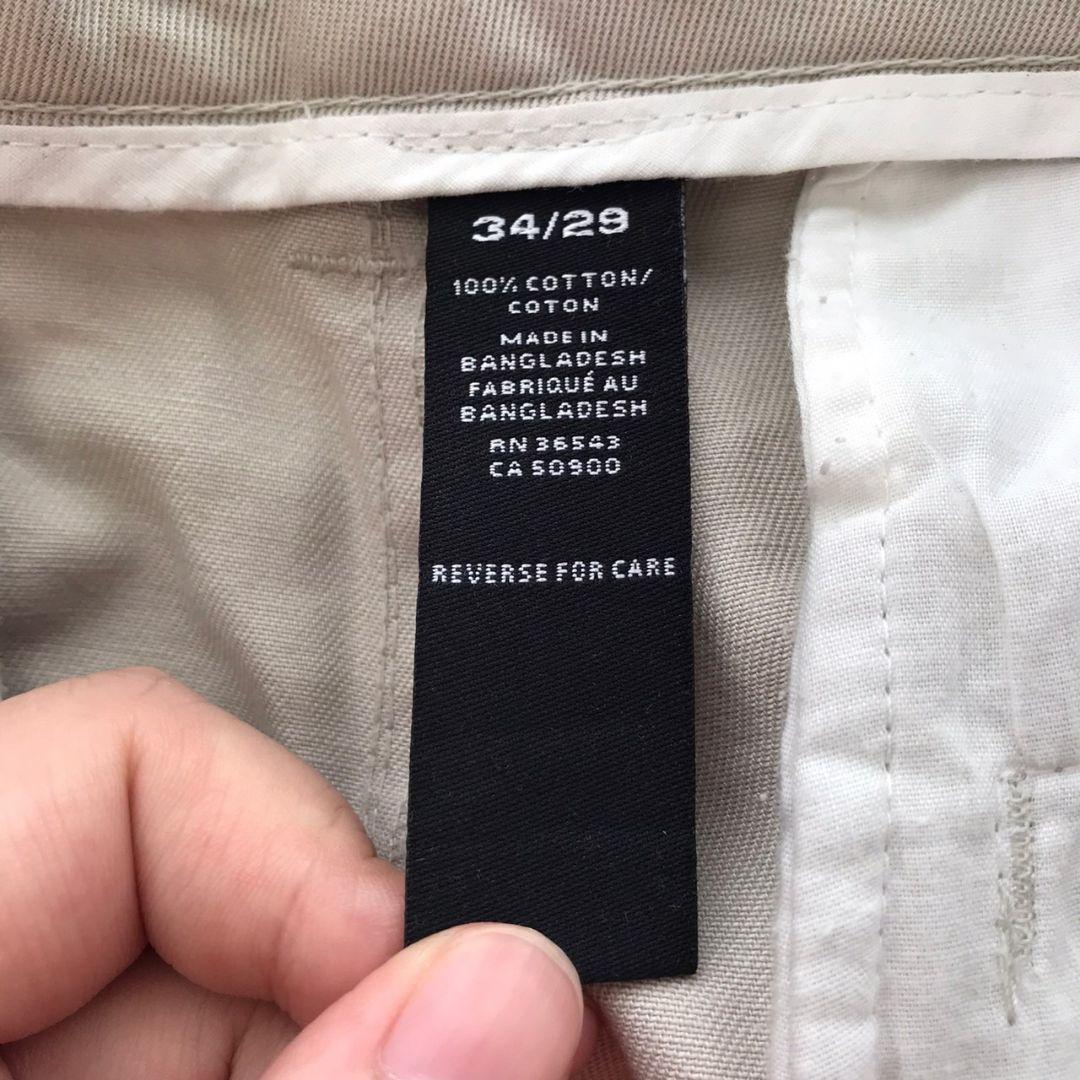 34/29
100% COTTON/
COTON
MADE IN
BANGLADESH
FABRIQUÉ AU
BANGLADESH
RN 36543
CA 50900
REVERSE FOR CARE